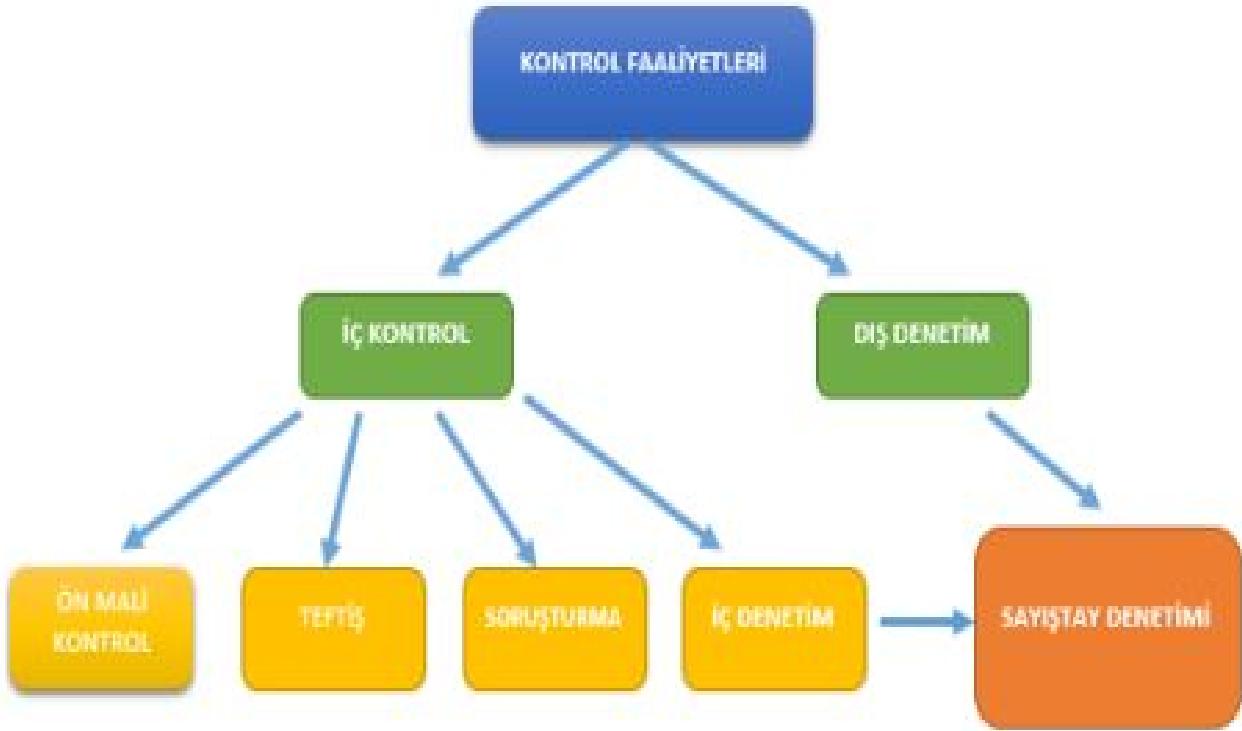 KONTROL FAALİYETLERİ
İÇ KONTROL
DIŞ DENETİM
ÖN MALİ
KONTROL
TEFTİŞ
SORUŞTURMA
İÇ DENETİM
SAYIŞTAY DENETİMİ